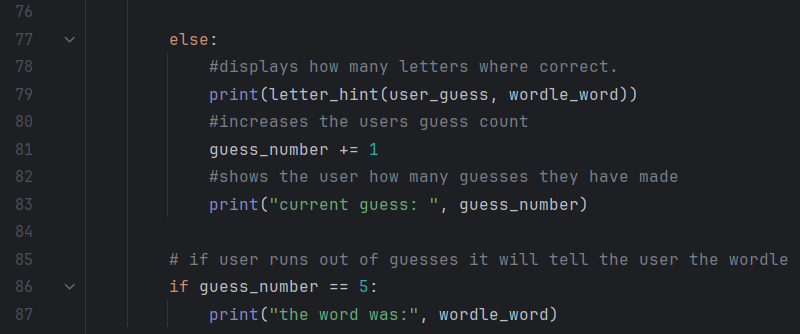 76
77 else:
78 #displays how many letters where correct.
79 print(letter_hint(user_guess, wordle_word))
80 #increases the users guess count
81 guess_number += 1
82 #shows the user how many guesses they have made
83 print("current guess: ", guess_number)
84
85 # if user runs out of guesses it will tell the user the wordle
86 if guess_number == 5:
87 print("the word was:", wordle_word)